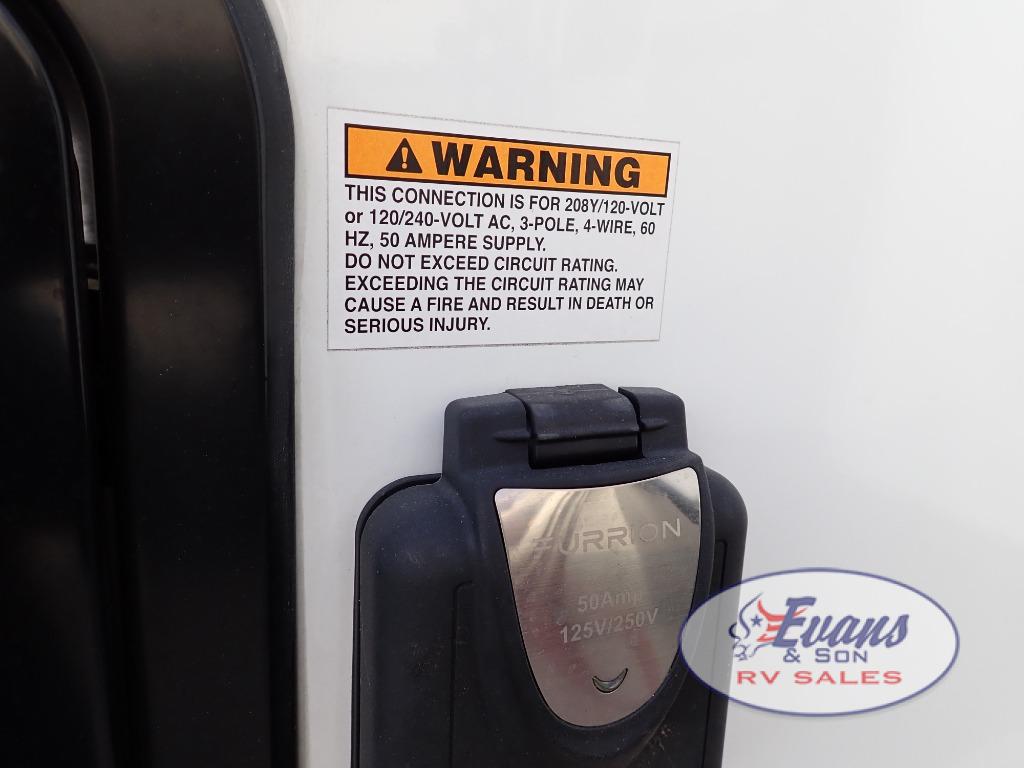 WARNING
THIS CONNECTION IS FOR 208Y/120-VOLT
or 120/240-VOLT AC, 3-POLE, 4-WIRE, 60
HZ, 50 AMPERE SUPPLY.
DO NOT EXCEED CIRCUIT RATING.
EXCEEDING THE CIRCUIT RATING MAY
CAUSE A FIRE AND RESULT IN DEATH OR
SERIOUS INJURY.
FURRION
50Amp
125V/250V
Evans
& SON
RV SALES